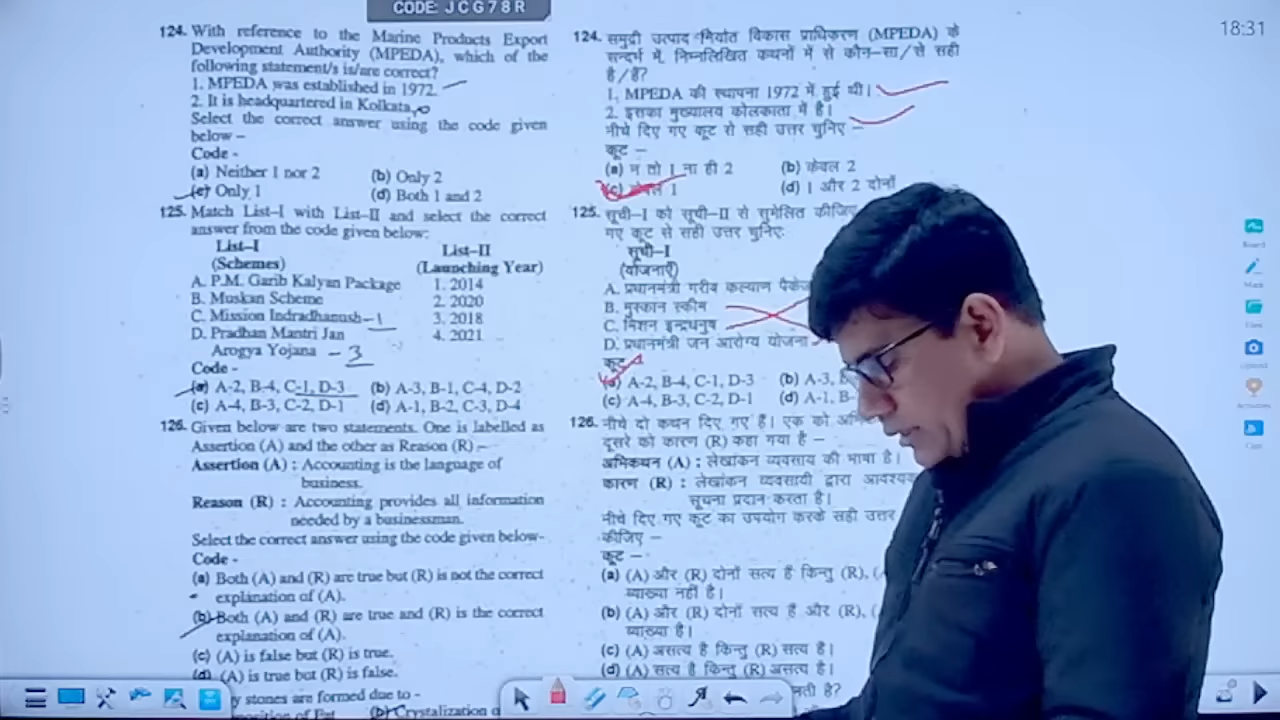 CODE: JCG78R
18:31
124. With reference to the Marine Products Export
Development Authority (MPEDA), which of the
following statement/s is/are correct?
1. MPEDA was established in 1972.
2. It is headquartered in Kolkata.
Select the correct answer using the code given
below –
Code -
(a) Neither 1 nor 2 (b) Only 2
(c) Only 1 (d) Both 1 and 2
125. Match List–I with List–II and select the correct
answer from the code given below:
List–I List–II
(Schemes) (Launching Year)
A. P.M. Garib Kalyan Package 1. 2014
B. Muskan Scheme 2. 2020
C. Mission Indradhanush –1 3. 2018
D. Pradhan Mantri Jan 4. 2021
Arogya Yojana – 3
Code -
(a) A-2, B-4, C-1, D-3 (b) A-3, B-1, C-4, D-2
(c) A-4, B-3, C-2, D-1 (d) A-1, B-2, C-3, D-4
126. Given below are two statements. One is labelled as
Assertion (A) and the other as Reason (R) –
Assertion (A) : Accounting is the language of
business.
Reason (R) : Accounting provides all information
needed by a businessman.
Select the correct answer using the code given below-
Code -
(a) Both (A) and (R) are true but (R) is not the correct
explanation of (A).
(b) Both (A) and (R) are true and (R) is the correct
explanation of (A).
(c) (A) is false but (R) is true.
(d) (A) is true but (R) is false.
y stones are formed due to -
(b) Crystalization
124. समुद्री उत्पाद निर्यात विकास प्राधिकरण (MPEDA) के
सन्दर्भ में, निम्नलिखित कथनों में से कौन–सा/से सही
है/हैं?
1. MPEDA की स्थापना 1972 में हुई थी।
2. इसका मुख्यालय कोलकाता में है।
नीचे दिए गए कूट से सही उत्तर चुनिए –
कूट –
(a) न तो 1 ना ही 2 (b) केवल 2
(c) केवल 1 (d) 1 और 2 दोनों
125. सूची–I को सूची–II से सुमेलित कीजिए
गए कूट से सही उत्तर चुनिए:
सूची–I
(योजनाएँ)
A. प्रधानमंत्री गरीब कल्याण पैकेज
B. मुस्कान स्कीम
C. मिशन इन्द्रधनुष
D. प्रधानमंत्री जन आरोग्य योजना
कूट
(a) A-2, B-4, C-1, D-3 (b) A-3,
(c) A-4, B-3, C-2, D-1 (d) A-1, B-
126. नीचे दो कथन दिए गए हैं। एक को
दूसरे को कारण (R) कहा गया है –
अभिकथन (A) : लेखांकन व्यवसाय की भाषा है।
कारण (R) : लेखांकन व्यवसायी द्वारा आवश्यक
सूचना प्रदान करता है।
नीचे दिए गए कूट का उपयोग करके सही उत्तर
कीजिए –
कूट –
(a) (A) और (R) दोनों सत्य हैं किन्तु (R),
व्याख्या नहीं है।
(b) (A) और (R) दोनों सत्य हैं और (R),
व्याख्या है।
(c) (A) असत्य है किन्तु (R) सत्य है।
(d) (A) सत्य है किन्तु (R) असत्य है।